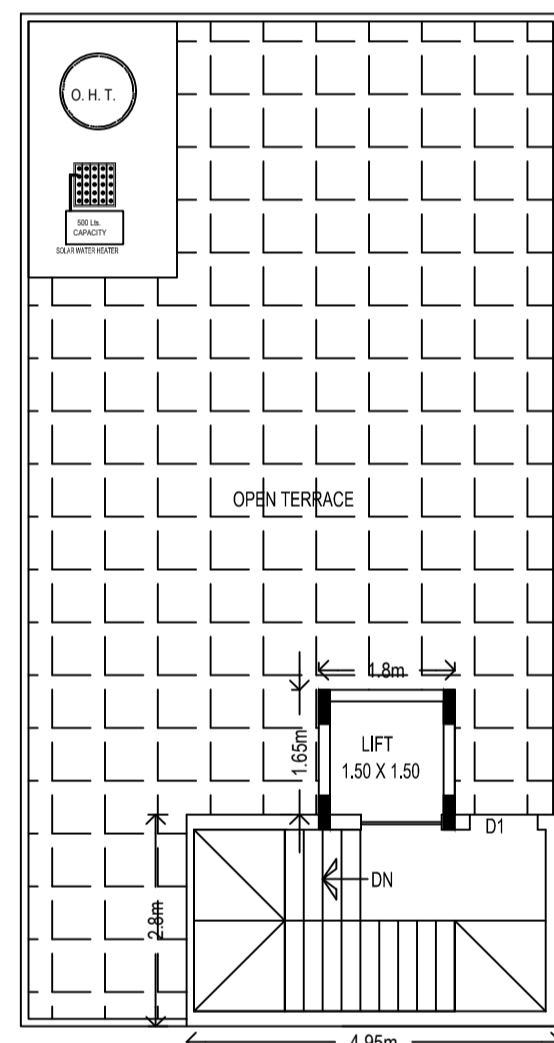 O. H. T.
500 Lts.
CAPACITY
SOLAR WATER HEATER
OPEN TERRACE
1.8m
1.65m
LIFT
1.50 X 1.50
D1
DN
2.8m
4.95m